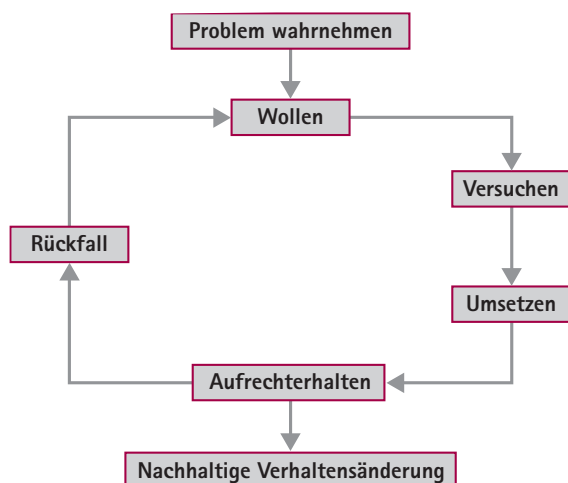 Problem wahrnehmen
Wollen
Versuchen
Rückfall
Umsetzen
Aufrechterhalten
Nachhaltige Verhaltensänderung